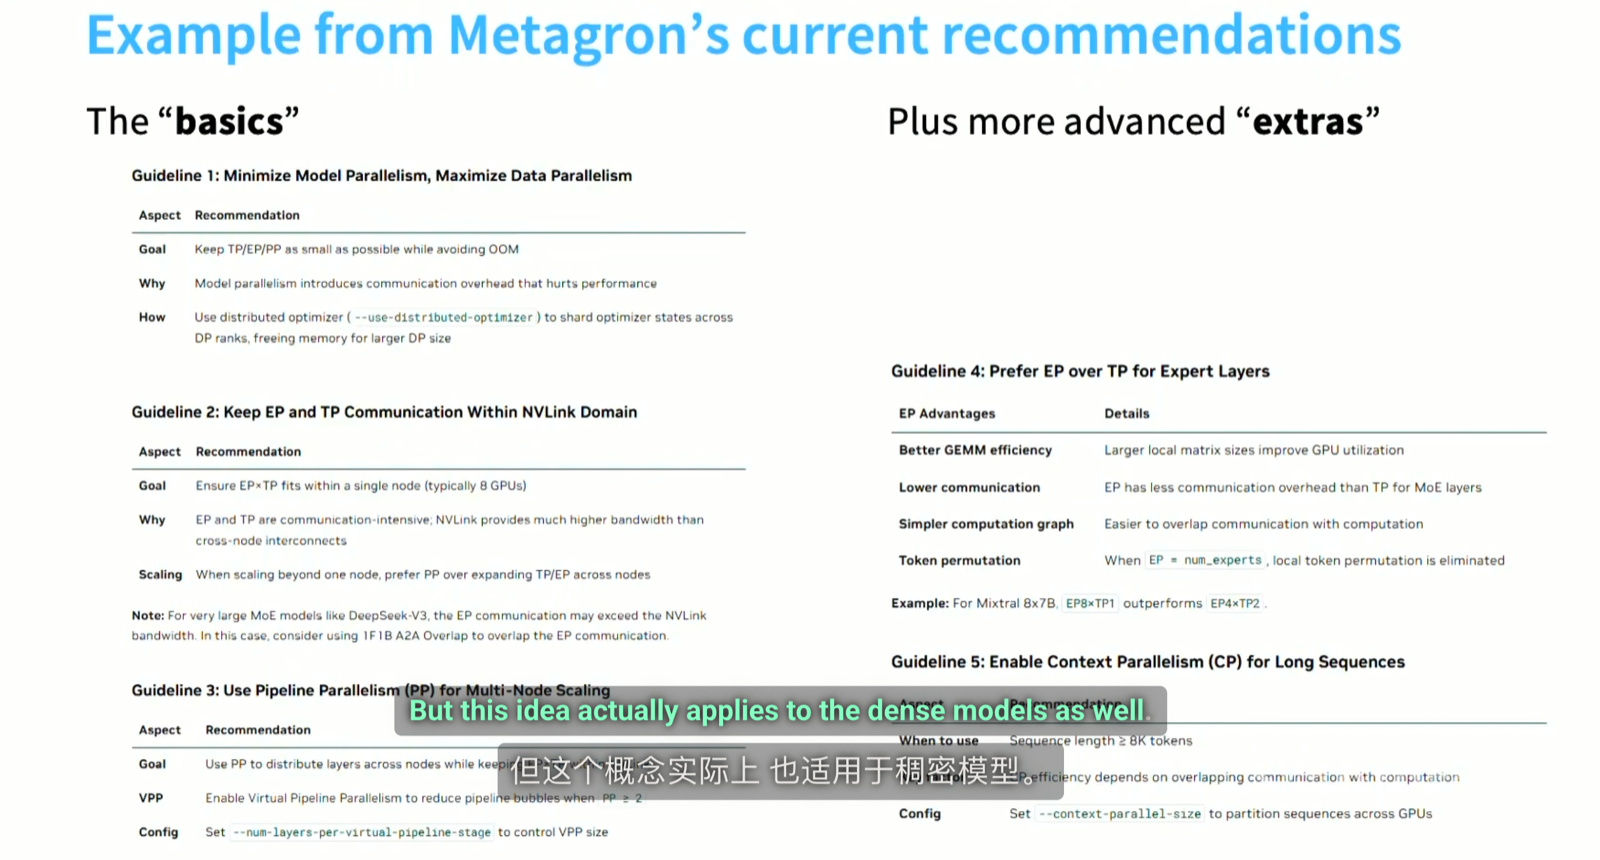 Example from Metagron’s current recommendations
The “basics”
Guideline 1: Minimize Model Parallelism, Maximize Data Parallelism
Aspect Recommendation
Goal Keep TP/EP/PP as small as possible while avoiding OOM
Why Model parallelism introduces communication overhead that hurts performance
How Use distributed optimizer ( --use-distributed-optimizer ) to shard optimizer states across
DP ranks, freeing memory for larger DP size
Guideline 2: Keep EP and TP Communication Within NVLink Domain
Aspect Recommendation
Goal Ensure EP×TP fits within a single node (typically 8 GPUs)
Why EP and TP are communication-intensive; NVLink provides much higher bandwidth than
cross-node interconnects
Scaling When scaling beyond one node, prefer PP over expanding TP/EP across nodes
Note: For very large MoE models like DeepSeek-V3, the EP communication may exceed the NVLink
bandwidth. In this case, consider using 1F1B A2A Overlap to overlap the EP communication.
Guideline 3: Use Pipeline Parallelism (PP) for Multi-Node Scaling
Aspect Recommendation
Goal Use PP to distribute layers across nodes while
VPP Enable Virtual Pipeline Parallelism to reduce pipeline bubbles when PP ≥ 2
Config Set --num-layers-per-virtual-pipeline-stage to control VPP size
Plus more advanced “extras”
Guideline 4: Prefer EP over TP for Expert Layers
EP Advantages Details
Better GEMM efficiency Larger local matrix sizes improve GPU utilization
Lower communication EP has less communication overhead than TP for MoE layers
Simpler computation graph Easier to overlap communication with computation
Token permutation When EP = num_experts , local token permutation is eliminated
Example: For Mixtral 8x7B, EP8×TP1 outperforms EP4×TP2 .
Guideline 5: Enable Context Parallelism (CP) for Long Sequences
Aspect Recommendation
When to use Sequence length ≥ 8K tokens
efficiency depends on overlapping communication with computation
Config Set --context-parallel-size to partition sequences across GPUs
But this idea actually applies to the dense models as well.
但这个概念实际上 也适用于稠密模型。